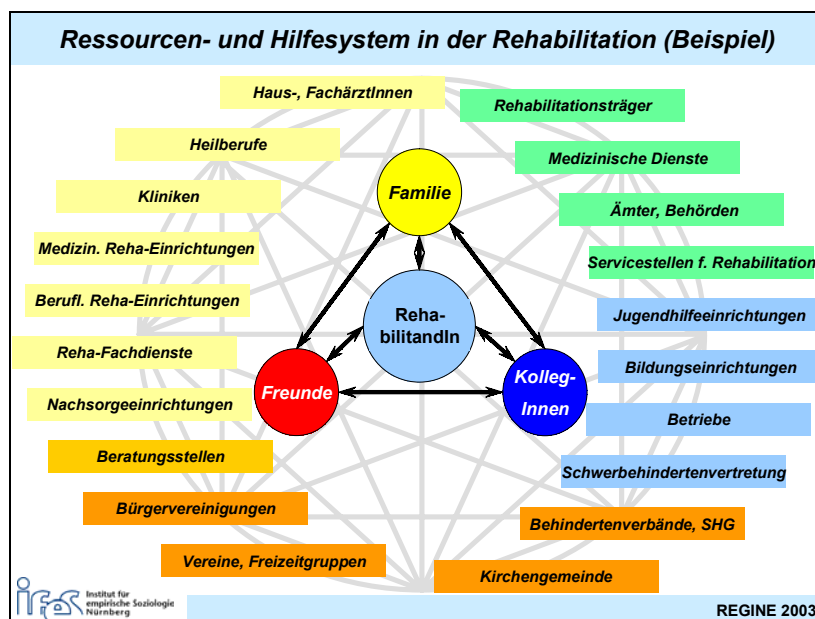 Ressourcen- und Hilfesystem in der Rehabilitation (Beispiel)
Haus-, FachärztInnen
Rehabilitationsträger
Heilberufe
Medizinische Dienste
Kliniken
Familie
Ämter, Behörden
Medizin. Reha-Einrichtungen
Servicestellen f. Rehabilitation
Berufl. Reha-Einrichtungen
Reha-
bilitandIn
Jugendhilfeeinrichtungen
Reha-Fachdienste
Bildungseinrichtungen
Freunde
Kolleg-
Innen
Nachsorgeeinrichtungen
Betriebe
Beratungsstellen
Schwerbehindertenvertretung
Bürgervereinigungen
Behindertenverbände, SHG
Vereine, Freizeitgruppen
Kirchengemeinde
ifes
Institut für
empirische Soziologie
Nürnberg
REGINE 2003